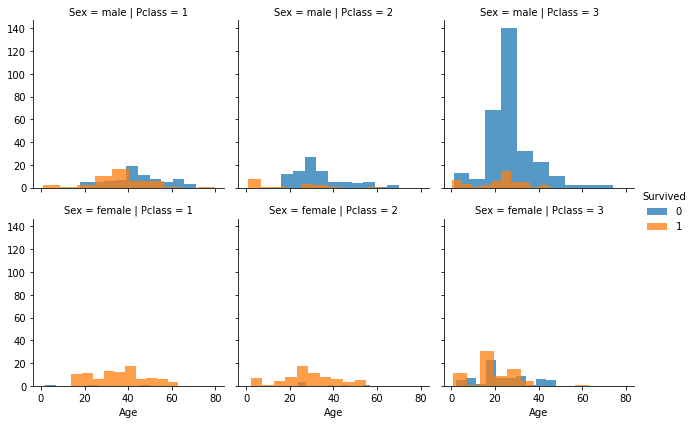 Sex = male | Pclass = 1
Sex = male | Pclass = 2
Sex = male | Pclass = 3
140
120
100
80
60
40
20
0
Survived
0
1
Sex = female | Pclass = 1
Sex = female | Pclass = 2
Sex = female | Pclass = 3
140
120
100
80
60
40
20
0
0 20 40 60 80
0 20 40 60 80
0 20 40 60 80
Age
Age
Age